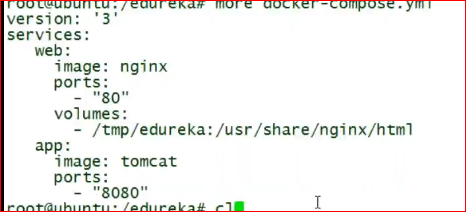 root@ubuntu:/edureka# more docker-compose.yml
version: '3'
services:
   web:
     image: nginx
     ports:
       - "80"
     volumes:
       - /tmp/edureka:/usr/share/nginx/html
   app:
     image: tomcat
     ports:
       - "8080"
root@ubuntu:/edureka# cl